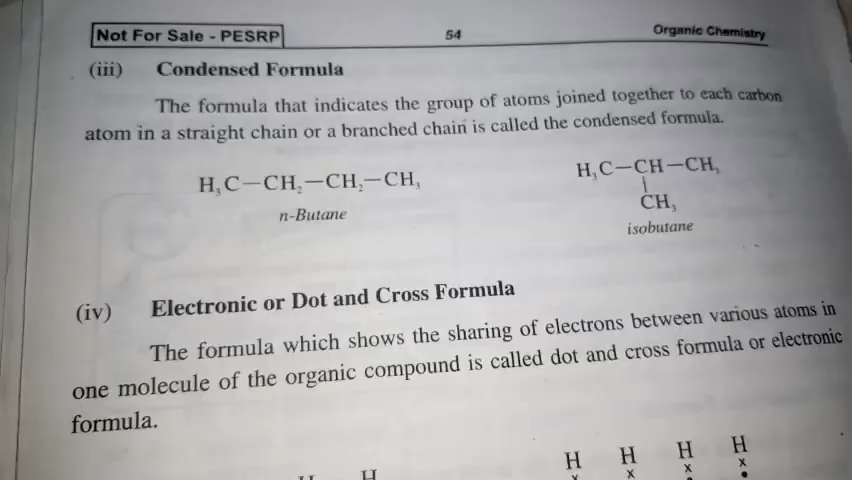 Not For Sale - PESRP 54 Organic Chemistry
(iii) Condensed Formula
The formula that indicates the group of atoms joined together to each carbon
atom in a straight chain or a branched chain is called the condensed formula.
H₃C—CH₂—CH₂—CH₃
n-Butane
H₃C—CH—CH₃
|
CH₃
isobutane
(iv) Electronic or Dot and Cross Formula
The formula which shows the sharing of electrons between various atoms in
one molecule of the organic compound is called dot and cross formula or electronic
formula.
H H H H H H
x x x x
• •